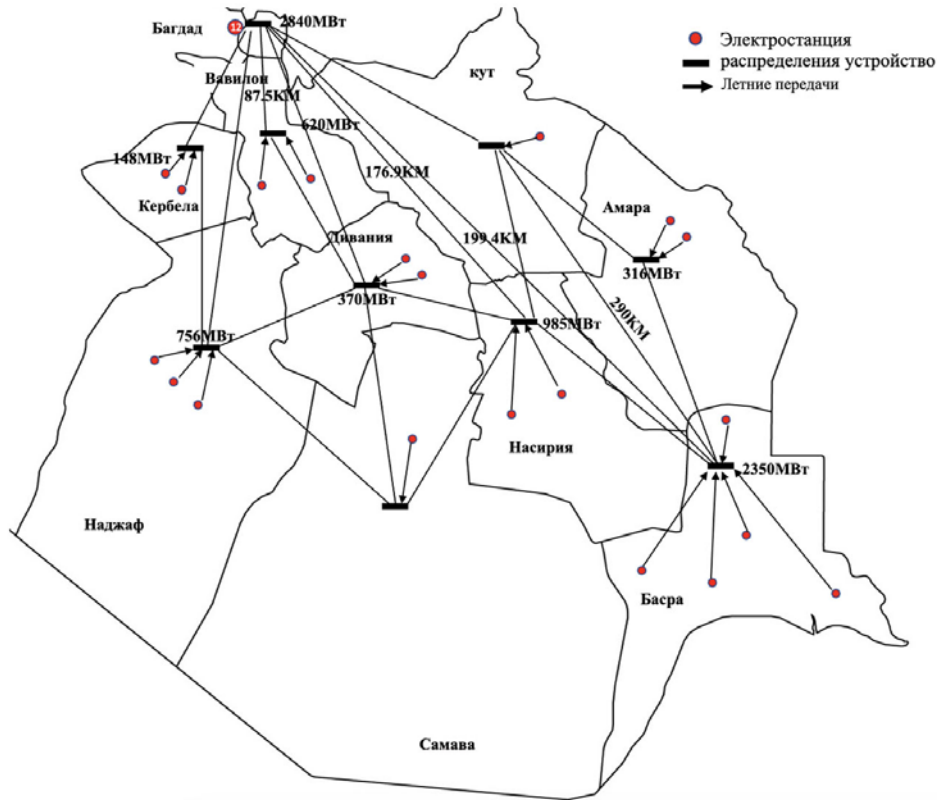 Багдад
12
2840МВт
Электростанция
распределения устройство
Летние передачи
кут
Вавилон
87.5КМ
620МВт
148МВт
176.9КМ
Кербела
Амара
Дивания
199.4КМ
316МВт
370МВт
290КМ
985МВт
756МВт
Насирия
2350МВт
Наджаф
Басра
Самава